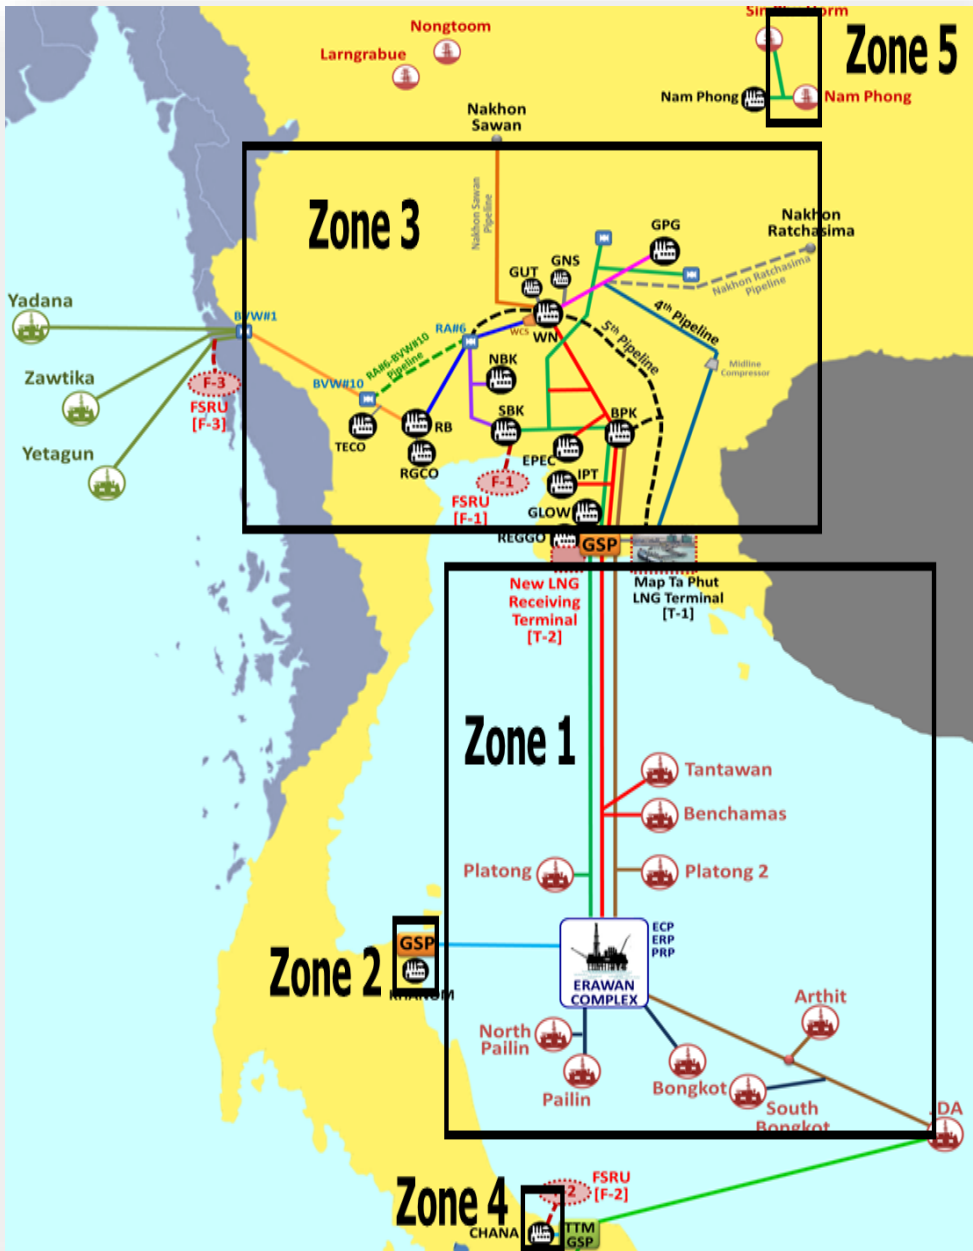 Nongtoom
Larngrabue
Zone 5
Nam Phong
Nam Phong
Nakhon
Sawan
Zone 3
Nakhon Sawan
Pipeline
GPG
Nakhon
Ratchasima
Nakhon Ratchasima
Pipeline
GNS
GUT
WN
WCS
4th Pipeline
5th Pipeline
Midline
Compressor
Yadana
BVW#1
RA#6
RA#6-BVW#10
Pipeline
BVW#10
NBK
Zawtika
F-3
FSRU
[F-3]
TECO
RB
RGCO
SBK
BPK
EPEC
Yetagun
F-1
FSRU
[F-1]
IPT
GLOW
REGGO
GSP
New LNG
Receiving
Terminal
[T-2]
Map Ta Phut
LNG Terminal
[T-1]
Zone 1
Tantawan
Benchamas
Platong
Platong 2
GSP
Zone 2
KHANOM
ECP
ERP
PRP
ERAWAN
COMPLEX
Arthit
North
Pailin
Pailin
Bongkot
South
Bongkot
JDA
Zone 4
FSRU
[F-2]
CHANA
TTM
GSP